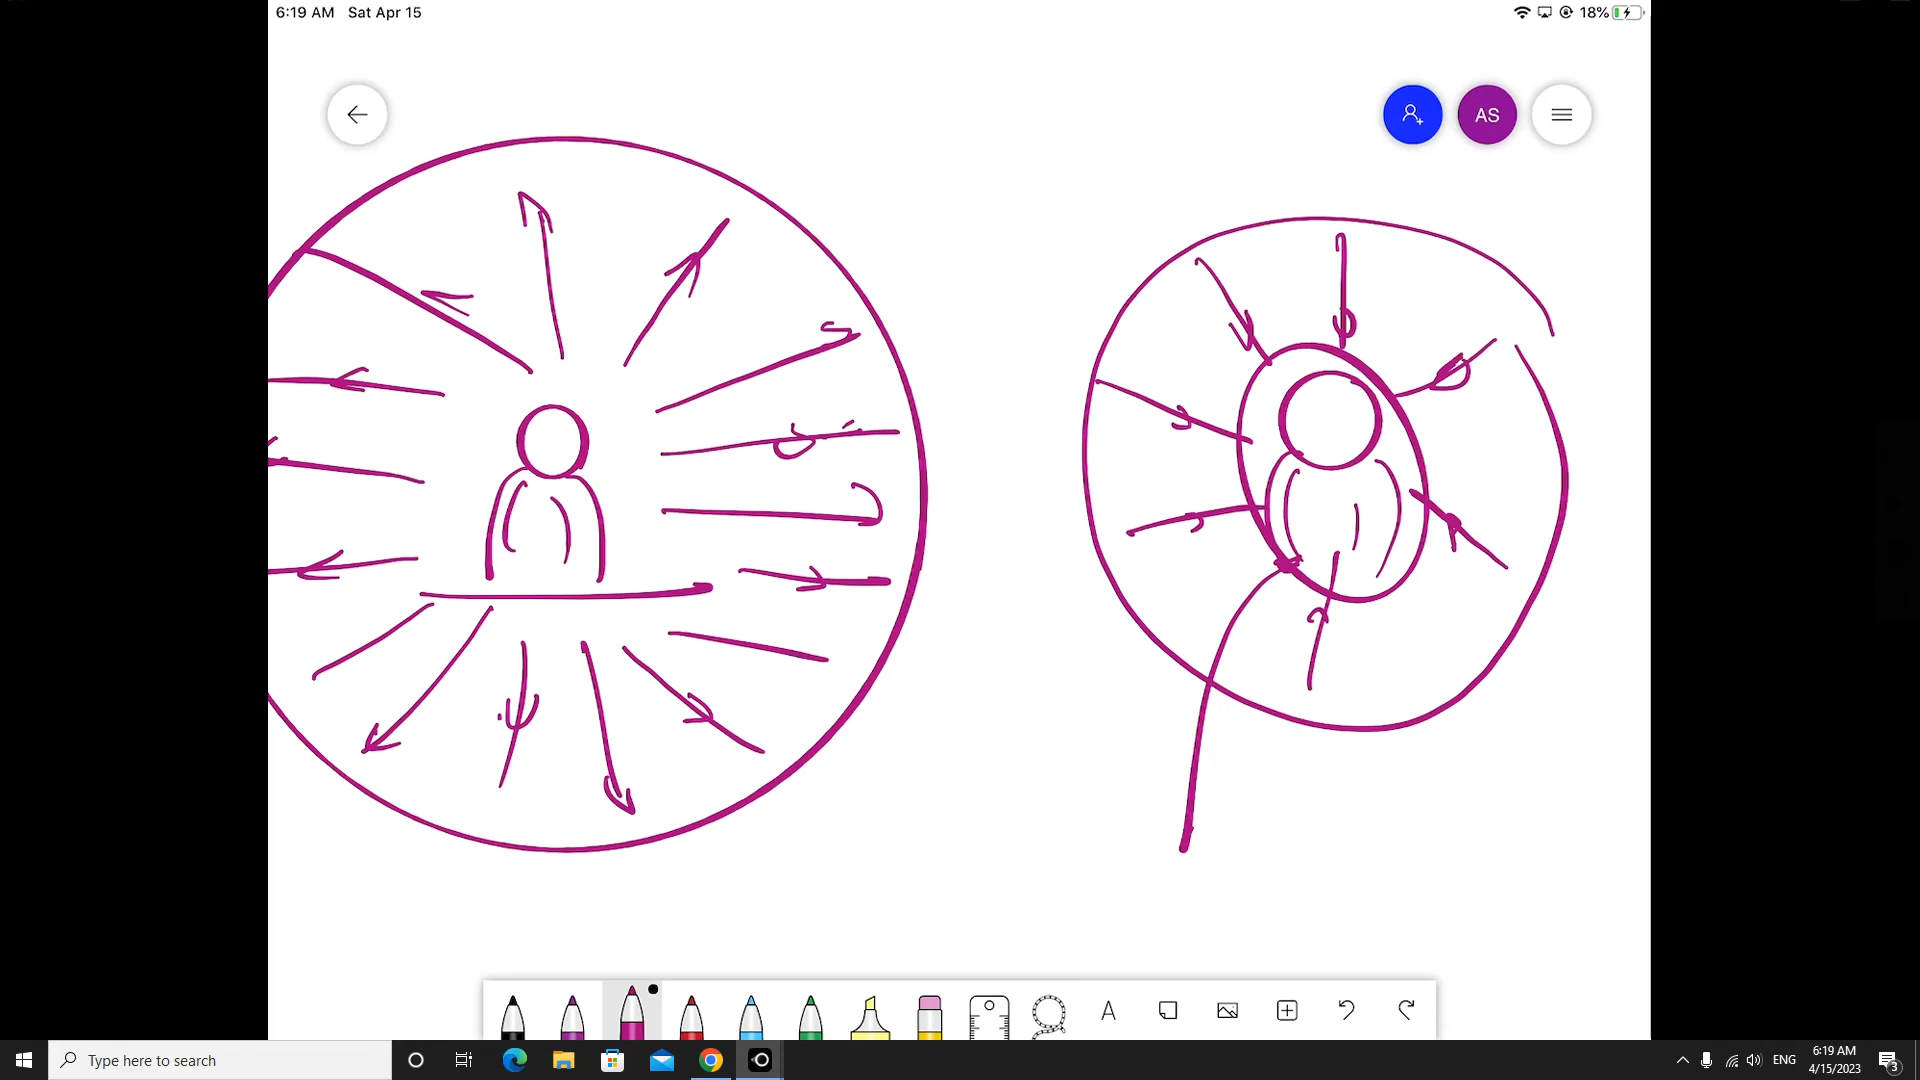 6:19 AM Sat Apr 15
18%
AS
A
Type here to search
ENG
6:19 AM
4/15/2023
3